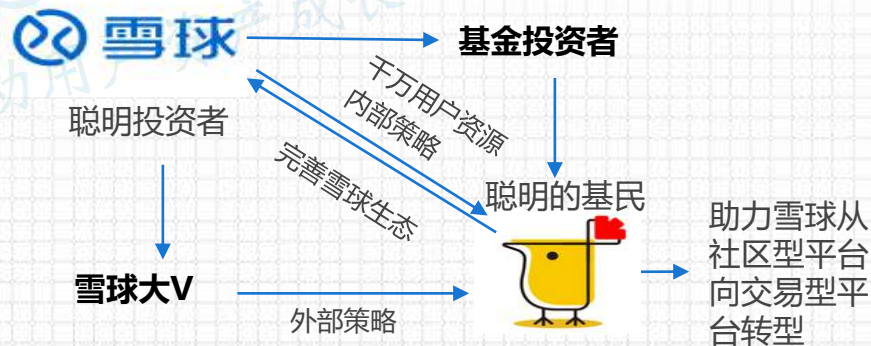 雪球
基金投资者
千万用户资源
内部策略
聪明投资者
完善雪球生态
聪明的基民
助力雪球从
社区型平台
向交易型平
台转型
雪球大V
外部策略